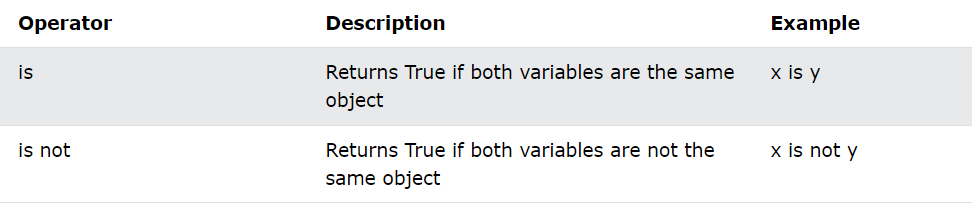 Operator Description Example
is Returns True if both variables are the same x is y
object
is not Returns True if both variables are not the x is not y
same object